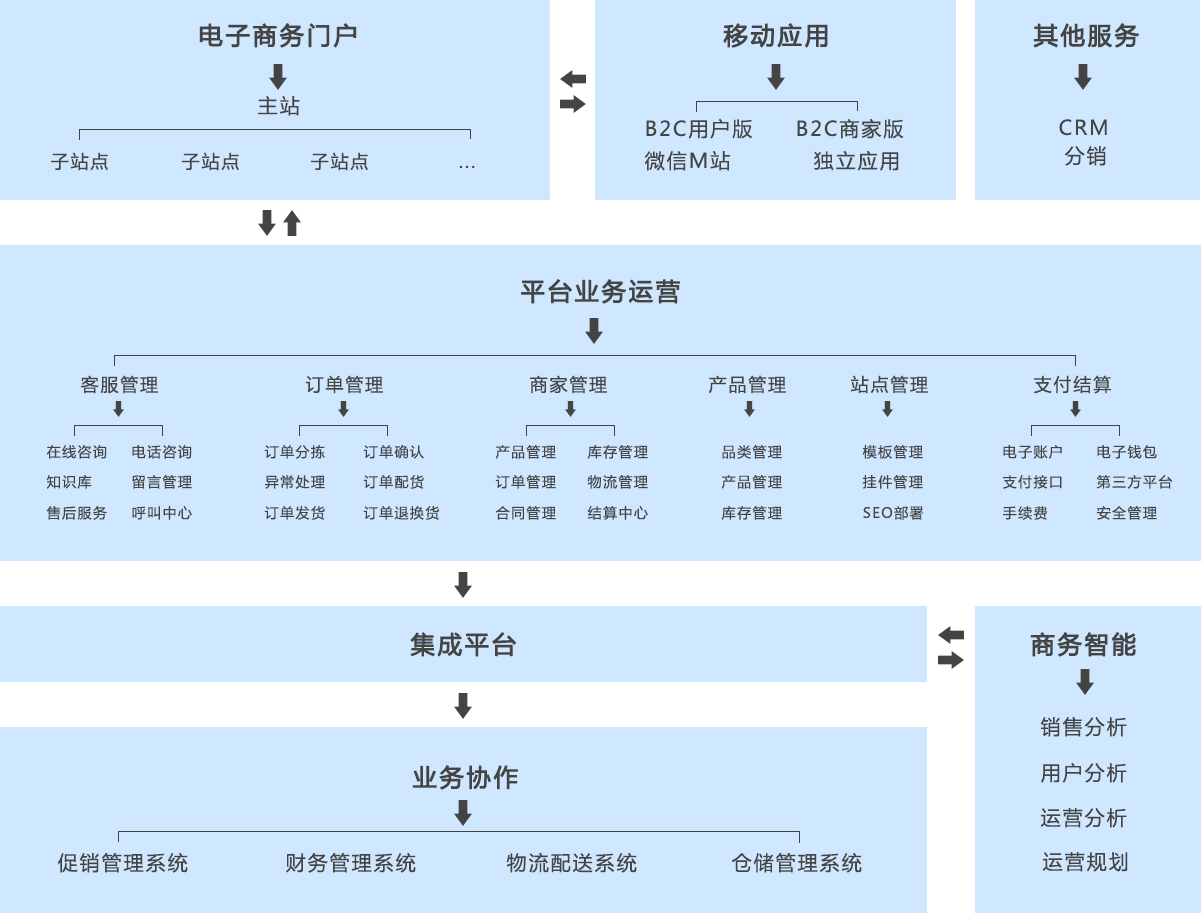 电子商务门户
主站
子站点 子站点 子站点 ...
移动应用
B2C用户版 B2C商家版
微信M站 独立应用
其他服务
CRM
分销
平台业务运营
客服管理 订单管理 商家管理 产品管理 站点管理 支付结算
在线咨询 电话咨询 订单分拣 订单确认 产品管理 库存管理 品类管理 模板管理 电子账户 电子钱包
知识库 留言管理 异常处理 订单配货 订单管理 物流管理 产品管理 挂件管理 支付接口 第三方平台
售后服务 呼叫中心 订单发货 订单退换货 合同管理 结算中心 库存管理 SEO部署 手续费 安全管理
集成平台
业务协作
促销管理系统 财务管理系统 物流配送系统 仓储管理系统
商务智能
销售分析
用户分析
运营分析
运营规划